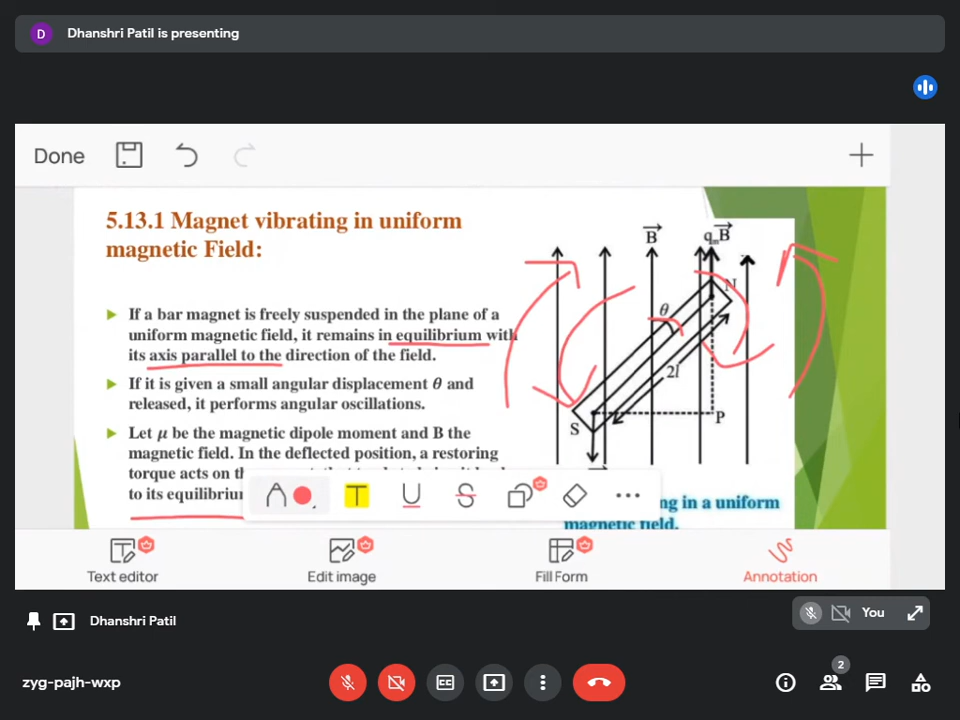 D Dhanshri Patil is presenting
Done
5.13.1 Magnet vibrating in uniform
magnetic Field:
If a bar magnet is freely suspended in the plane of a
uniform magnetic field, it remains in equilibrium with
its axis parallel to the direction of the field.
If it is given a small angular displacement θ and
released, it performs angular oscillations.
Let μ be the magnetic dipole moment and B the
magnetic field. In the deflected position, a restoring
torque acts on
to its equilibrium
B
qmB
N
θ
2l
S
P
ng in a uniform
magnetic field.
T U S
Text editor
Edit image
Fill Form
Annotation
Dhanshri Patil
You
zyg-pajh-wxp
CC
2